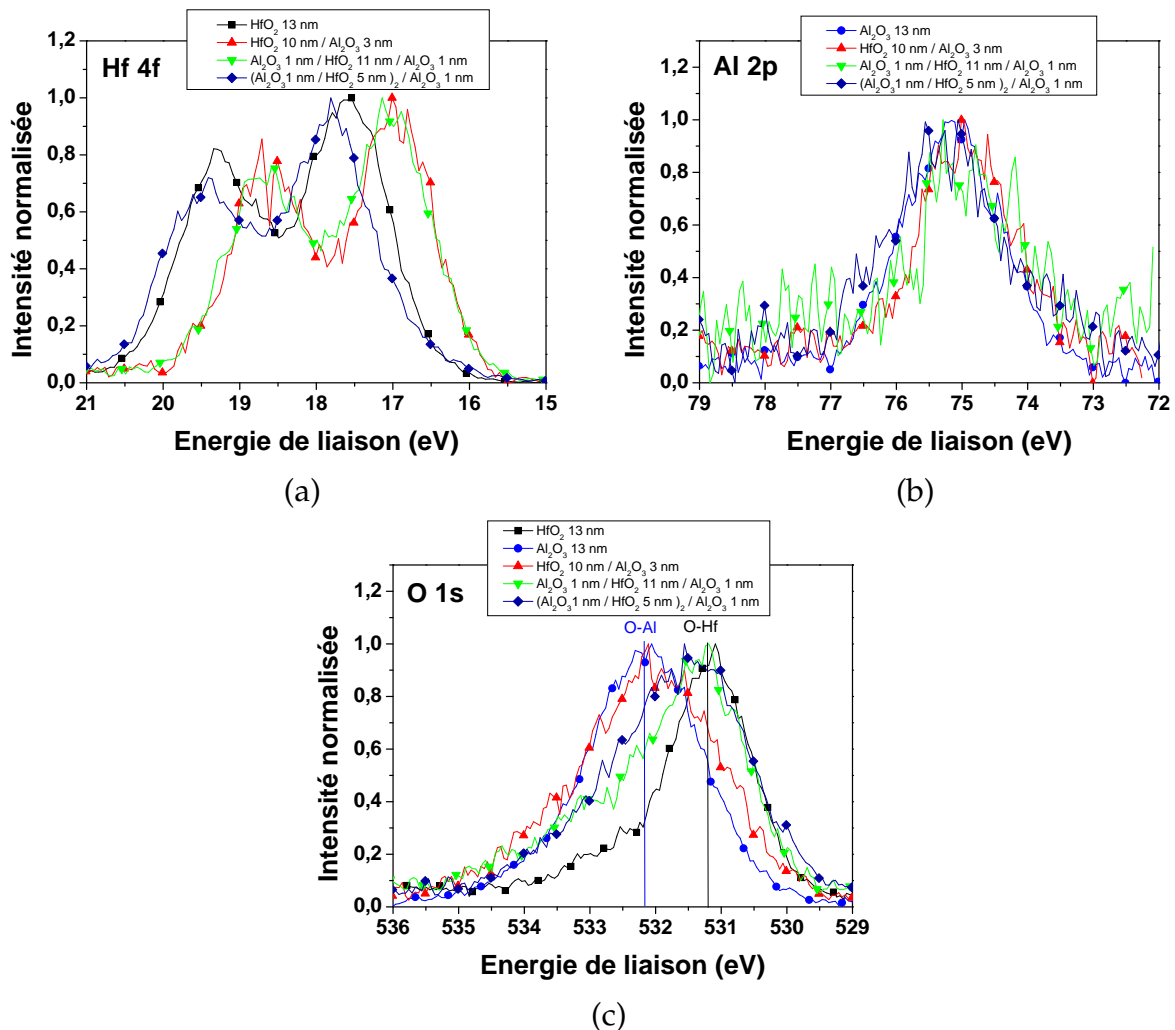 HfO2 13 nm
HfO2 10 nm / Al2O3 3 nm
Al2O3 1 nm / HfO2 11 nm / Al2O3 1 nm
(Al2O3 1 nm / HfO2 5 nm )2 / Al2O3 1 nm
Hf 4f
1,2
1,0
0,8
0,6
0,4
0,2
0,0
Intensité normalisée
21 20 19 18 17 16 15
Energie de liaison (eV)
(a)
Al2O3 13 nm
HfO2 10 nm / Al2O3 3 nm
Al2O3 1 nm / HfO2 11 nm / Al2O3 1 nm
(Al2O3 1 nm / HfO2 5 nm )2 / Al2O3 1 nm
Al 2p
1,2
1,0
0,8
0,6
0,4
0,2
0,0
Intensité normalisée
79 78 77 76 75 74 73 72
Energie de liaison (eV)
(b)
HfO2 13 nm
Al2O3 13 nm
HfO2 10 nm / Al2O3 3 nm
Al2O3 1 nm / HfO2 11 nm / Al2O3 1 nm
(Al2O3 1 nm / HfO2 5 nm )2 / Al2O3 1 nm
O 1s
O-Al O-Hf
1,2
1,0
0,8
0,6
0,4
0,2
0,0
Intensité normalisée
536 535 534 533 532 531 530 529
Energie de liaison (eV)
(c)